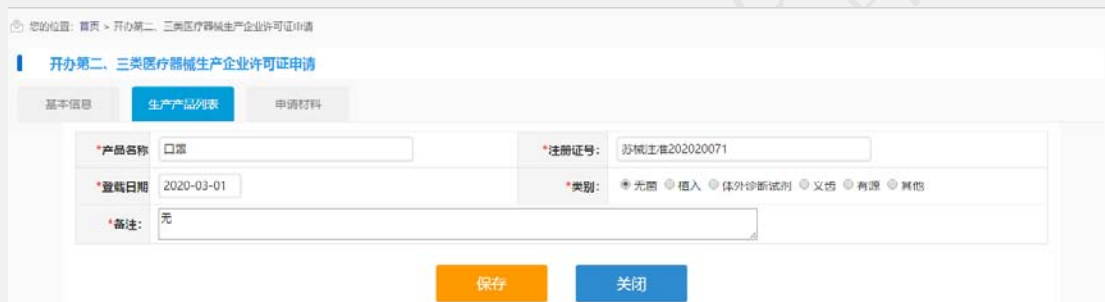 您的位置：首页 > 开办第二、三类医疗器械生产企业许可证申请
开办第二、三类医疗器械生产企业许可证申请
基本信息 生产产品列表 申请材料
*产品名称 口罩 *注册证号： 苏械注准202020071
*登载日期 2020-03-01 *类别： 无菌 植入 体外诊断试剂 义齿 有源 其他
*备注： 无
保存 关闭